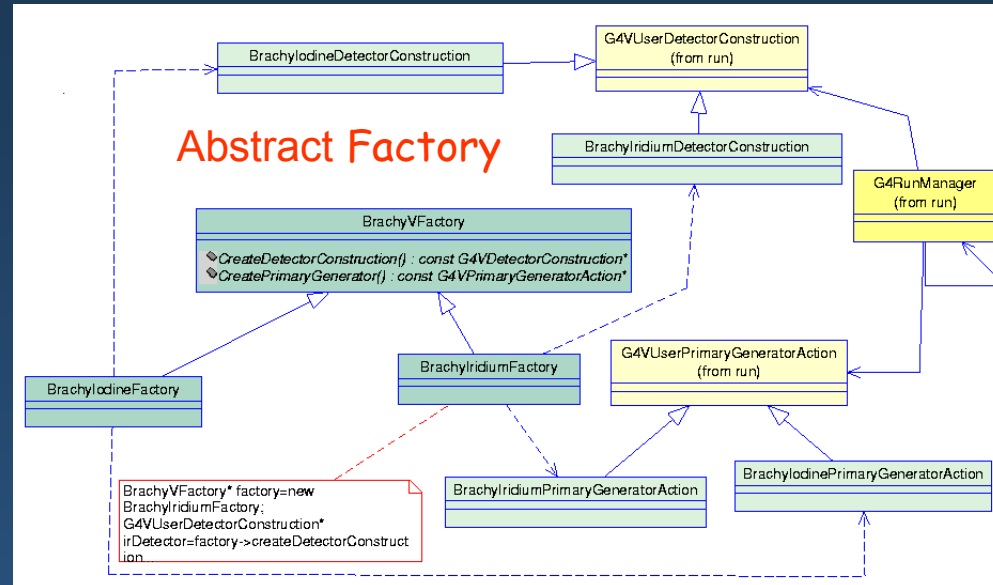 BrachyIodineDetectorConstruction
G4VUserDetectorConstruction
(from run)
Abstract Factory
BrachyIridiumDetectorConstruction
G4RunManager
(from run)
BrachyVFactory
CreateDetectorConstruction() : const G4VDetectorConstruction*
CreatePrimaryGenerator() : const G4VPrimaryGeneratorAction*
G4VUserPrimaryGeneratorAction
(from run)
BrachyIridiumFactory
BrachyIodineFactory
BrachyIodinePrimaryGeneratorAction
BrachyIridiumPrimaryGeneratorAction
BrachyVFactory* factory=new
BrachyIridiumFactory;
G4VUserDetectorConstruction*
irDetector=factory->createDetectorConstruct
ion...